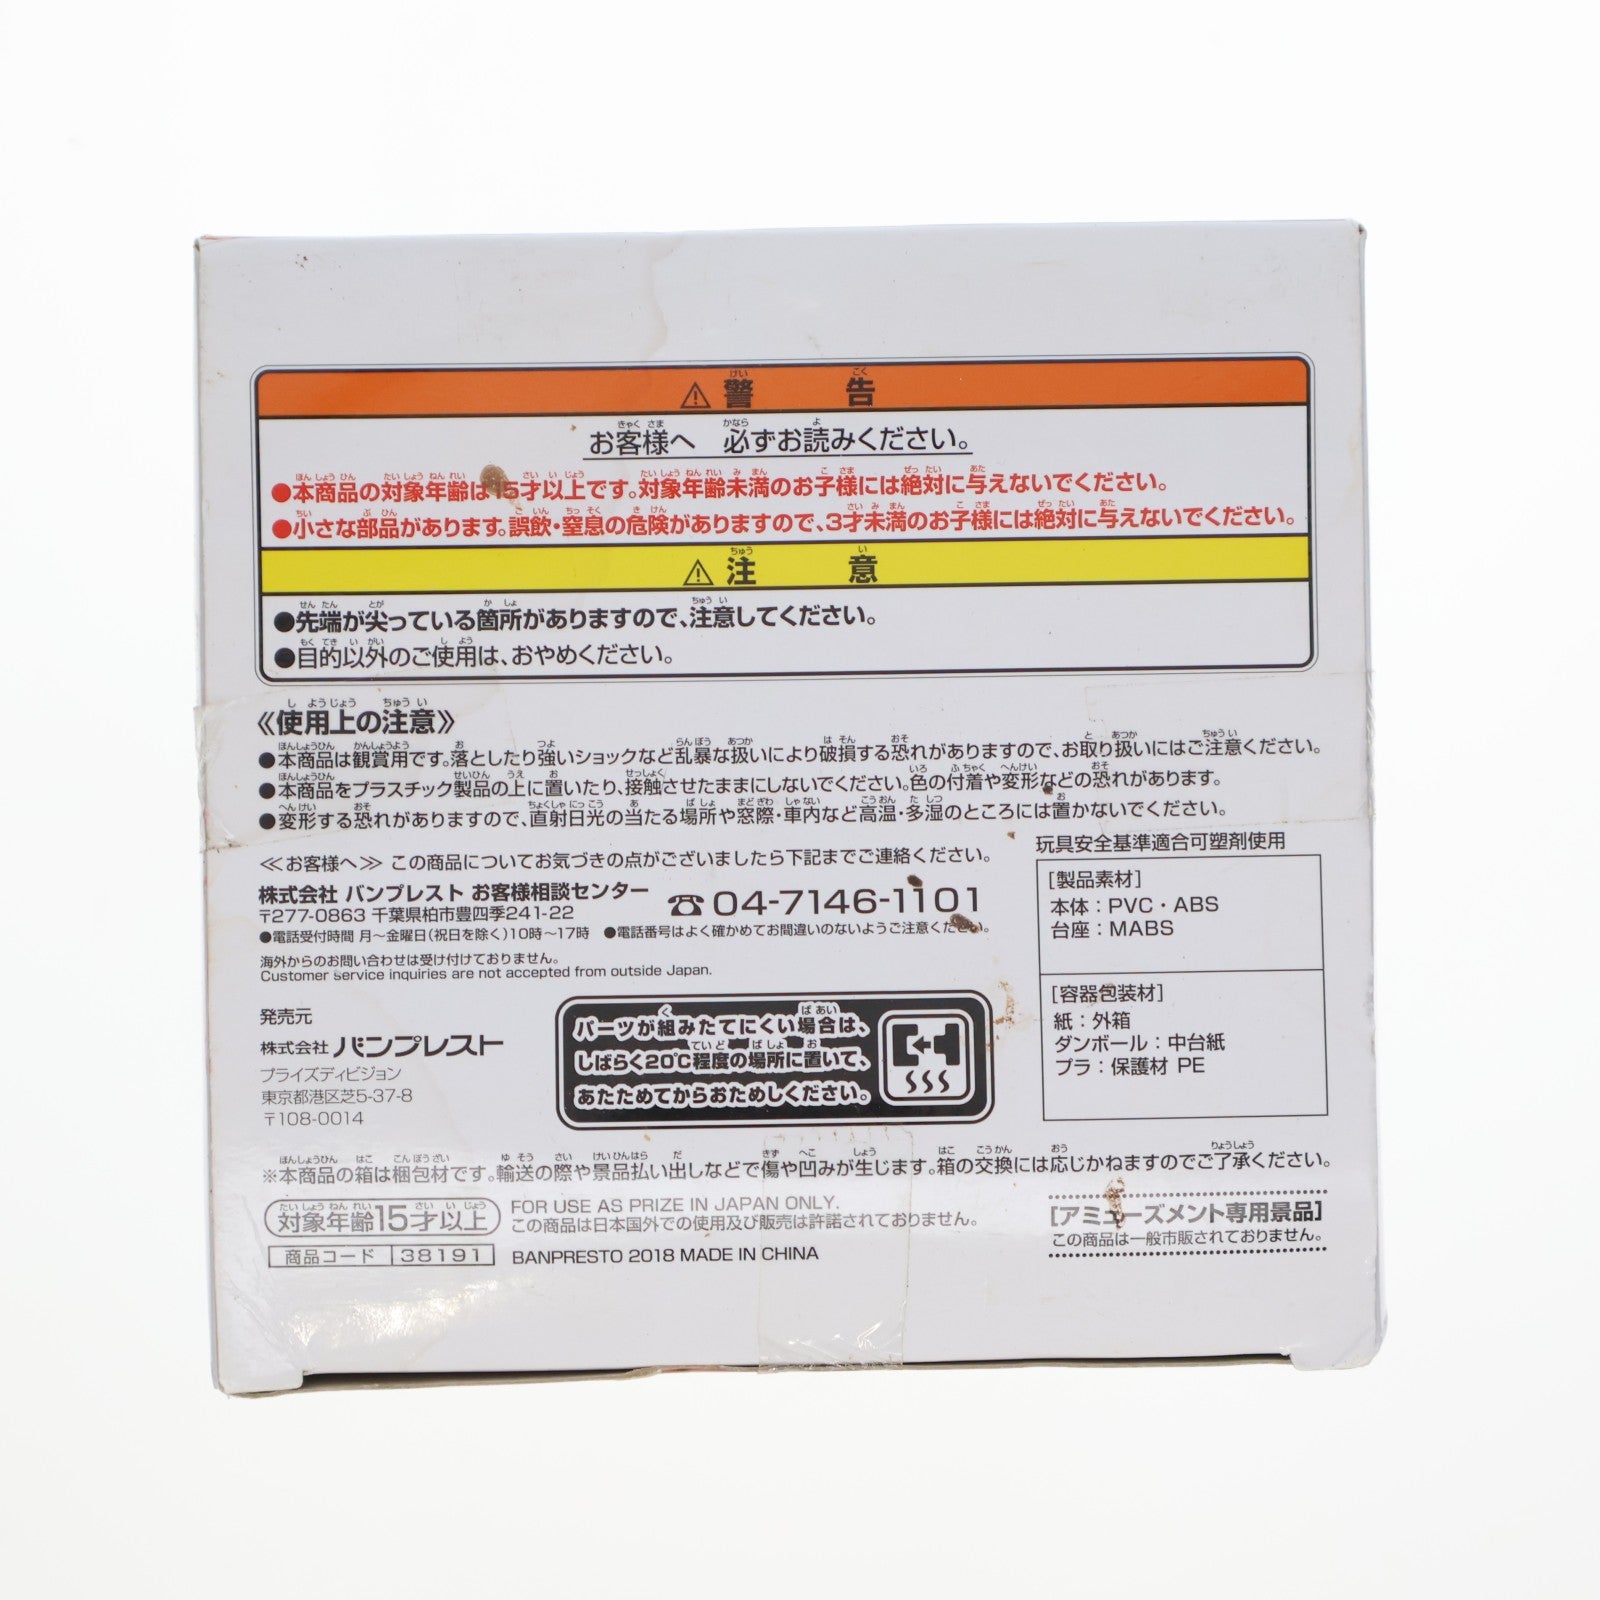 ⚠警告
お客様へ 必ずお読みください。
●本商品の対象年齢は15才以上です。対象年齢未満のお子様には絶対に与えないでください。
●小さな部品があります。誤飲・窒息の危険がありますので、3才未満のお子様には絶対に与えないでください。
⚠注意
●先端が尖っている箇所がありますので、注意してください。
●目的以外のご使用は、おやめください。
《使用上の注意》
●本商品は観賞用です。落としたり強いショックなど乱暴な扱いにより破損する恐れがありますので、お取り扱いにはご注意ください。
●本商品をプラスチック製品の上に置いたり、接触させたままにしないでください。色の付着や変形などの恐れがあります。
●変形する恐れがありますので、直射日光の当たる場所や窓際・車内など高温・多湿のところには置かないでください。
≪お客様へ≫ この商品についてお気づきの点がございましたら下記までご連絡ください。
株式会社 バンプレスト お客様相談センター
〒277-0863 千葉県柏市豊四季241-22
☎04-7146-1101
●電話受付時間 月〜金曜日(祝日を除く)10時〜17時 ●電話番号はよく確かめてお間違いのないようご注意ください。
海外からのお問い合わせは受け付けておりません。
Customer service inquiries are not accepted from outside Japan.
玩具安全基準適合可塑剤使用
[製品素材]
本体:PVC・ABS
台座:MABS
[容器包装材]
紙:外箱
ダンボール:中台紙
プラ:保護材 PE
発売元
株式会社 バンプレスト
プライズディビジョン
東京都港区芝5-37-8
〒108-0014
パーツが組みたてにくい場合は、
しばらく20℃程度の場所に置いて、
あたためてからおためしください。
※本商品の箱は梱包材です。輸送の際や景品払い出しなどで傷や凹みが生じます。箱の交換には応じかねますのでご了承ください。
対象年齢15才以上
FOR USE AS PRIZE IN JAPAN ONLY.
この商品は日本国外での使用及び販売は許諾されておりません。
商品コード 38191
BANPRESTO 2018 MADE IN CHINA
[アミューズメント専用景品]
この商品は一般市販されておりません。